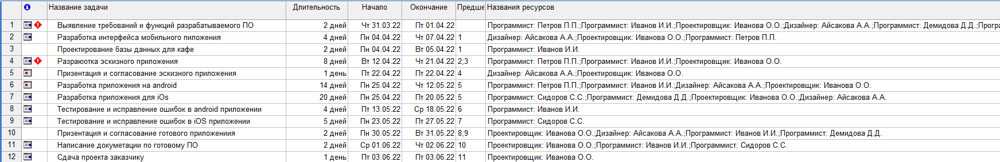 Название задачи Длительность Начало Окончание Предше Названия ресурсов
1 Выявление требований и функций разрабатываемого ПО 2 дней Чт 31.03.22 Пт 01.04.22 Программист: Петров П.П.;Программист: Иванов И.И.;Проектировщик: Иванова О.О.;Дизайнер: Айсакова А.А.;Программист: Демидова Д.Д.;Програ
2 Разработка интерфейса мобильного пиложения 4 дней Пн 04.04.22 Чт 07.04.22 1 Дизайнер: Айсакова А.А.;Проектировщик: Иванова О.О.;Программист: Петров П.П.
3 Проектирование базы данных для кафе 2 дней Пн 04.04.22 Вт 05.04.22 1 Программист: Иванов И.И.
4 Разраюотка эскизного приложения 8 дней Вт 12.04.22 Чт 21.04.22 2;3 Программист: Петров П.П.;Программист: Иванов И.И.;Проектировщик: Иванова О.О.
5 Призентация и согласование эскизного приложения 1 день Пт 22.04.22 Пт 22.04.22 4 Дизайнер: Айсакова А.А.;Проектировщик: Иванова О.О.
6 Разработка приложения на android 14 дней Пн 25.04.22 Чт 12.05.22 5 Программист: Петров П.П.;Программист: Иванов И.И.;Дизайнер: Айсакова А.А.;Проектировщик: Иванова О.О.
7 Разработка приложения для iOs 20 дней Пн 25.04.22 Пт 20.05.22 5 Программист: Сидоров С.С.;Программист: Демидова Д.Д.;Проектировщик: Иванова О.О.;Дизайнер: Айсакова А.А.
8 Тестирование и исправление ошибок в android приложении 4 дней Пт 13.05.22 Ср 18.05.22 6 Программист: Иванов И.И.
9 Тестирование и исправление ошибок в iOS приложении 5 дней Пн 23.05.22 Пт 27.05.22 7 Программист: Сидоров С.С.
10 Призентация и согласование готового приложениия 2 дней Пн 30.05.22 Вт 31.05.22 8;9 Проектировщик: Иванова О.О.;Дизайнер: Айсакова А.А.;Программист: Иванов И.И.;Программист: Демидова Д.Д.
11 Написание докуметации по готовому ПО 2 дней Ср 01.06.22 Чт 02.06.22 10 Проектировщик: Иванова О.О.;Программист: Иванов И.И.;Программист: Сидоров С.С.
12 Сдача проекта заказчику 1 день Пт 03.06.22 Пт 03.06.22 11 Проектировщик: Иванова О.О.